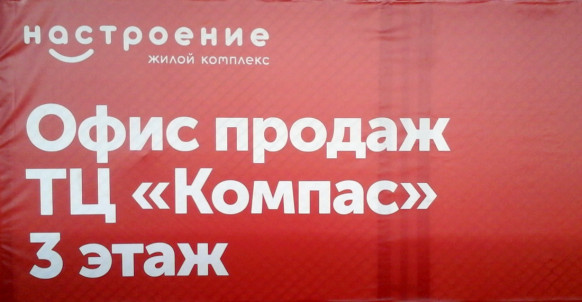 настроение
жилой комплекс
Офис продаж
ТЦ «Компас»
3 этаж